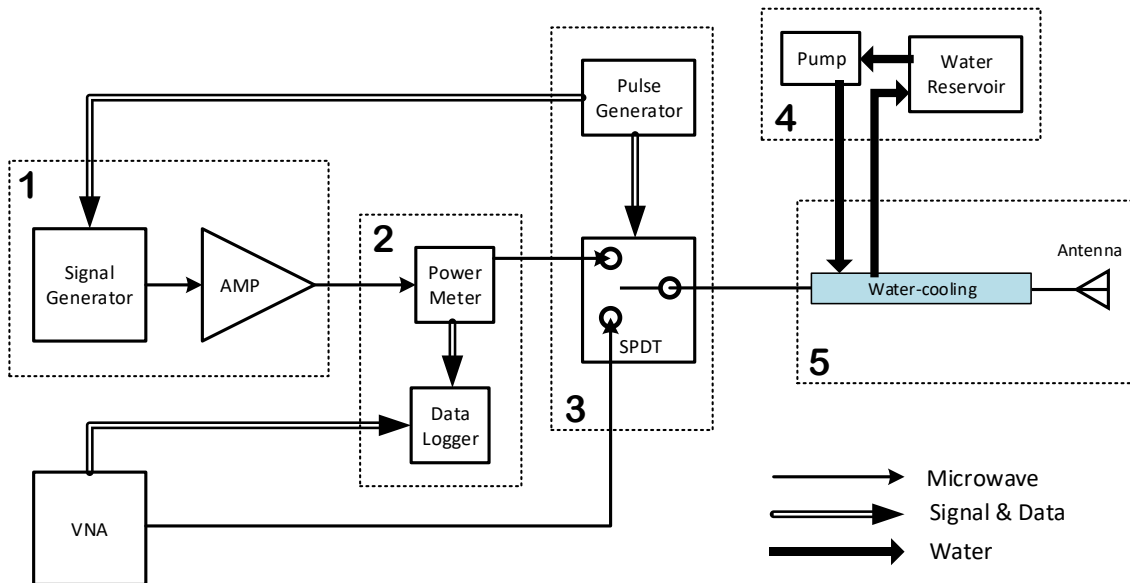 Pulse
Generator
Pump
Water
Reservoir
4
1
Signal
Generator
AMP
2
Power
Meter
Data
Logger
SPDT
3
Antenna
Water-cooling
5
VNA
Microwave
Signal & Data
Water